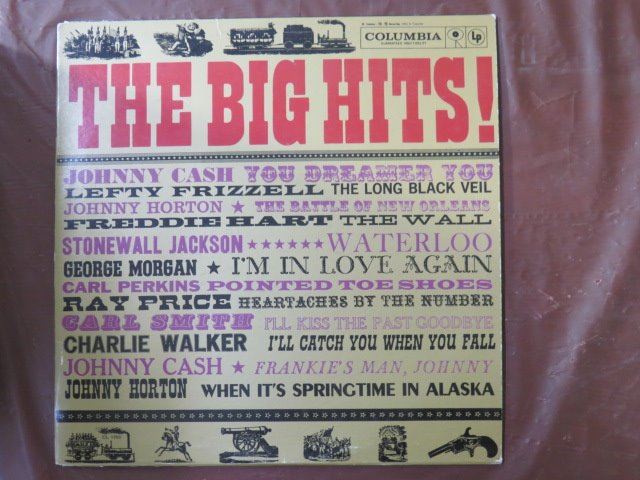 COLUMBIA
LP
THE BIG HITS!
JOHNNY CASH YOU DREAMER YOU
LEFTY FRIZZELL THE LONG BLACK VEIL
JOHNNY HORTON ★ THE BATTLE OF NEW ORLEANS
FREDDIE HART THE WALL
STONEWALL JACKSON ★★★★★★ WATERLOO
GEORGE MORGAN ★ I'M IN LOVE AGAIN
CARL PERKINS POINTED TOE SHOES
RAY PRICE HEARTACHES BY THE NUMBER
CARL SMITH I'LL KISS THE PAST GOODBYE
CHARLIE WALKER I'LL CATCH YOU WHEN YOU FALL
JOHNNY CASH ★ FRANKIE'S MAN, JOHNNY
JOHNNY HORTON WHEN IT'S SPRINGTIME IN ALASKA